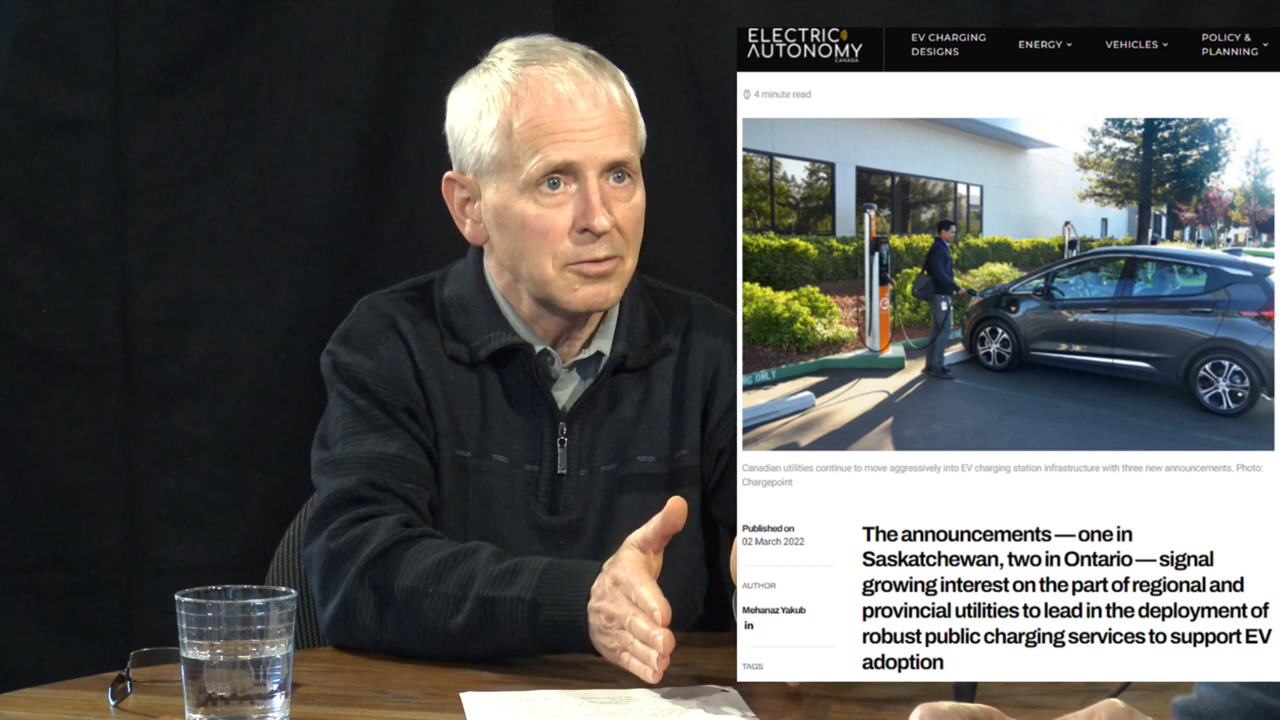 ELECTRIC
AUTONOMY
CANADA
EV CHARGING
DESIGNS
ENERGY
VEHICLES
POLICY &
PLANNING
4 minute read
NG ONLY
Canadian utilities continue to move aggressively into EV charging station infrastructure with three new announcements. Photo:
Chargepoint
Published on
02 March 2022
AUTHOR
Mehanaz Yakub
in
TAGS
The announcements — one in
Saskatchewan, two in Ontario — signal
growing interest on the part of regional and
provincial utilities to lead in the deployment of
robust public charging services to support EV
adoption